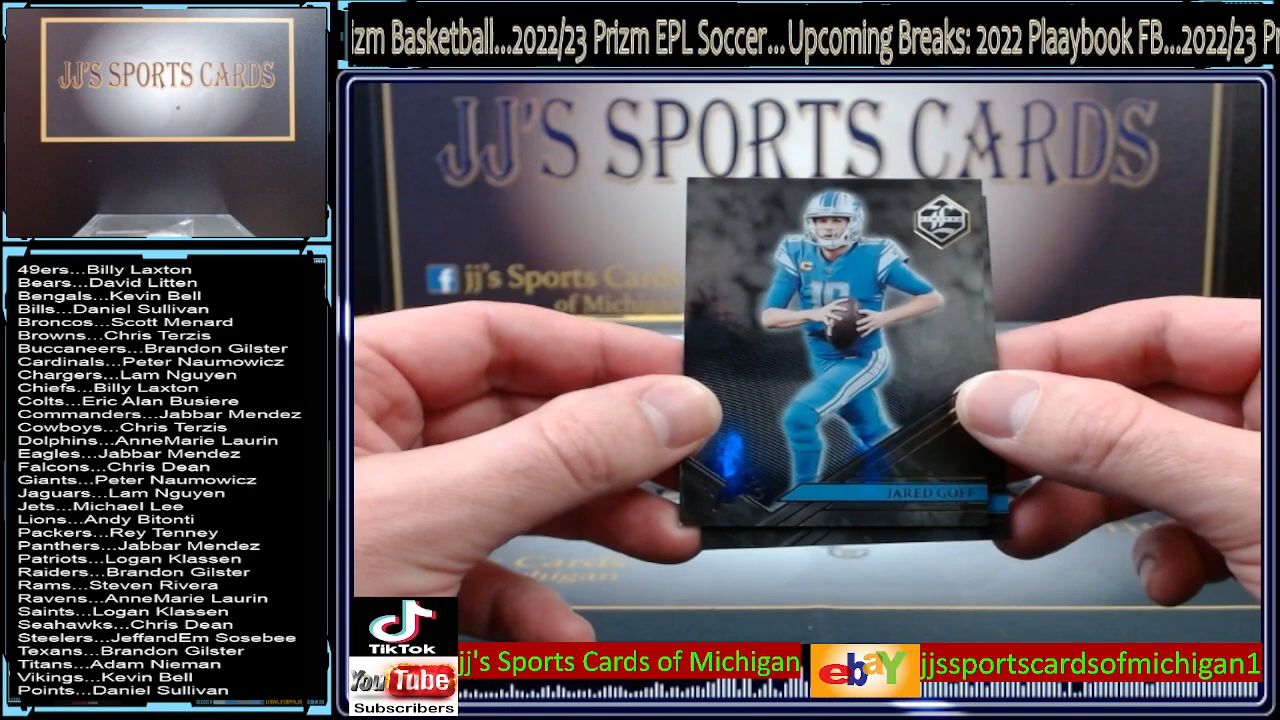 JJ'S SPORTS CARDS
izm Basketball...2022/23 Prizm EPL Soccer...Upcoming Breaks: 2022 Plaaybook FB...2022/23 Pr
JJ'S SPORTS CARDS
jj's Sports Cards
of Michigan
JARED GOFF
Cards
higan
49ers...Billy Laxton
Bears...David Litten
Bengals...Kevin Bell
Bills...Daniel Sullivan
Broncos...Scott Menard
Browns...Chris Terzis
Buccaneers...Brandon Gilster
Cardinals...Peter Naumowicz
Chargers...Lam Nguyen
Chiefs...Billy Laxton
Colts...Eric Alan Busiere
Commanders...Jabbar Mendez
Cowboys...Chris Terzis
Dolphins...AnneMarie Laurin
Eagles...Jabbar Mendez
Falcons...Chris Dean
Giants...Peter Naumowicz
Jaguars...Lam Nguyen
Jets...Michael Lee
Lions...Andy Bitonti
Packers...Rey Tenney
Panthers...Jabbar Mendez
Patriots...Logan Klassen
Raiders...Brandon Gilster
Rams...Steven Rivera
Ravens...AnneMarie Laurin
Saints...Logan Klassen
Seahawks...Chris Dean
Steelers...JeffandEm Sosebee
Texans...Brandon Gilster
Titans...Adam Nieman
Vikings...Kevin Bell
Points...Daniel Sullivan
TikTok
YouTube
Subscribers
jj's Sports Cards of Michigan
ebay
jjssportscardsofmichigan1